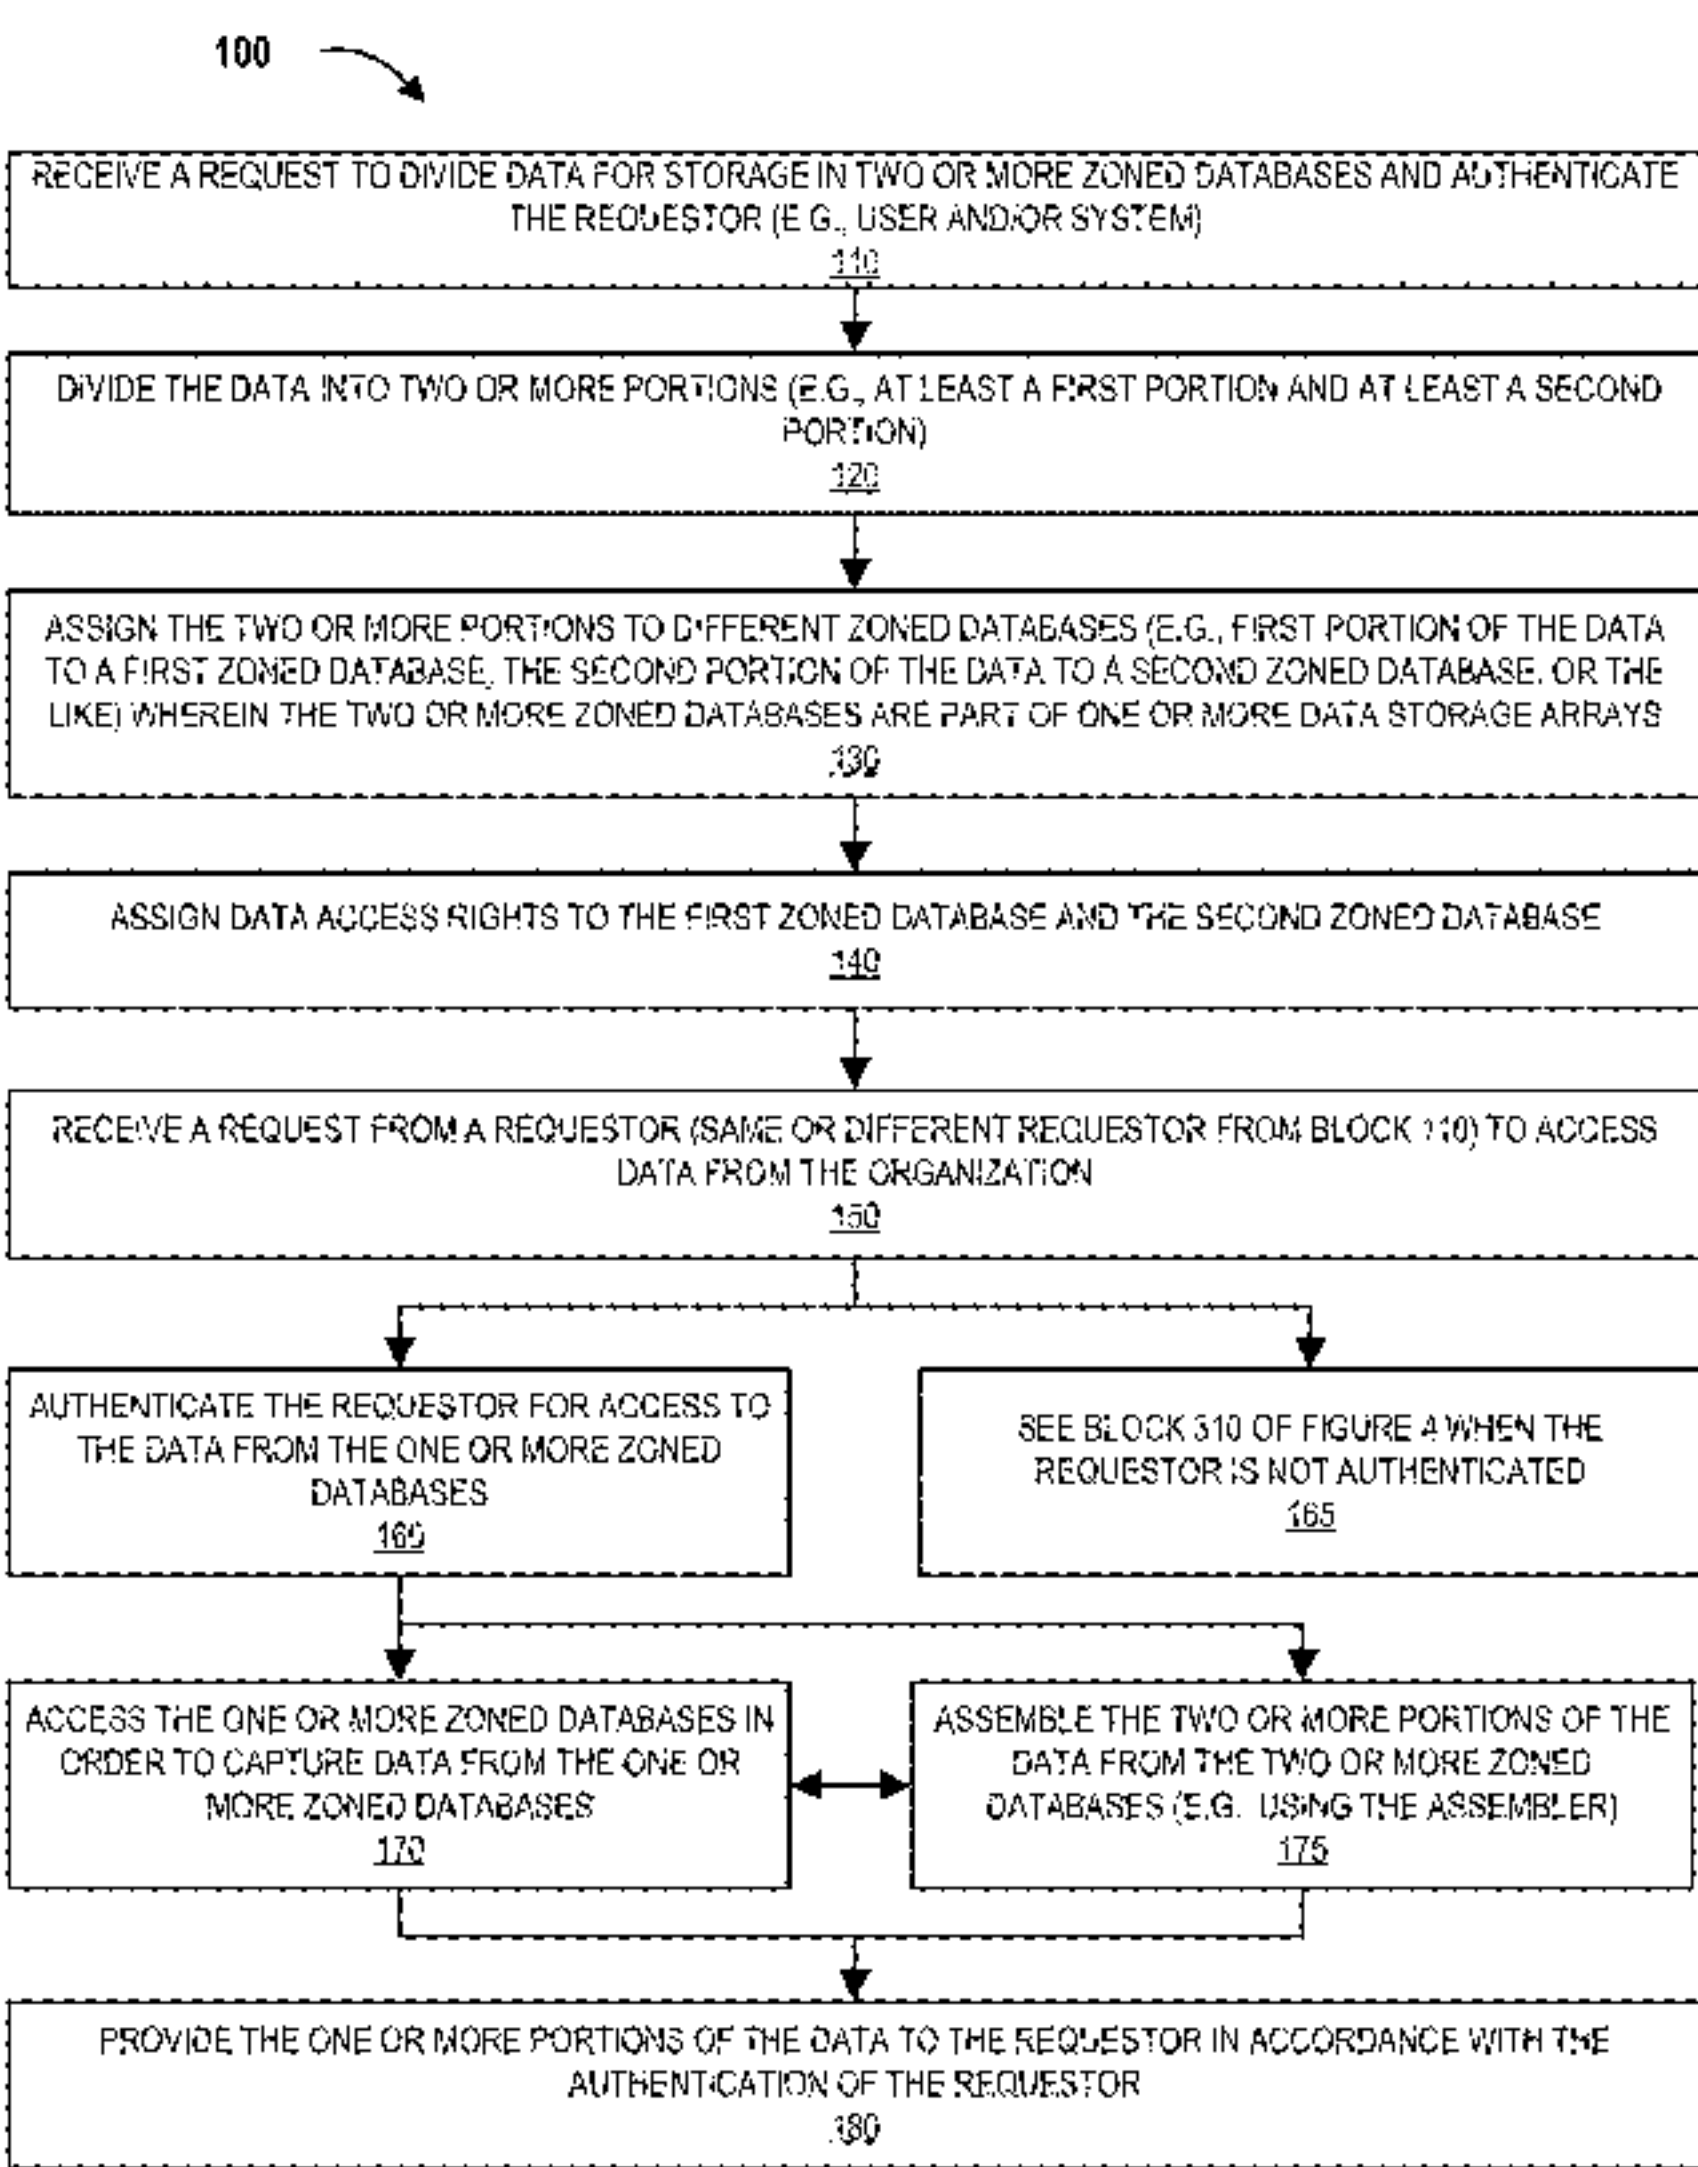 100
RECEIVE A REQUEST TO DIVIDE DATA FOR STORAGE IN TWO OR MORE ZONED DATABASES AND AUTHENTICATE
THE REQUESTOR (E.G., USER AND/OR SYSTEM)
110
DIVIDE THE DATA INTO TWO OR MORE PORTIONS (E.G., AT LEAST A FIRST PORTION AND AT LEAST A SECOND
PORTION)
120
ASSIGN THE TWO OR MORE PORTIONS TO DIFFERENT ZONED DATABASES (E.G., FIRST PORTION OF THE DATA
TO A FIRST ZONED DATABASE, THE SECOND PORTION OF THE DATA TO A SECOND ZONED DATABASE, OR THE
LIKE) WHEREIN THE TWO OR MORE ZONED DATABASES ARE PART OF ONE OR MORE DATA STORAGE ARRAYS
130
ASSIGN DATA ACCESS RIGHTS TO THE FIRST ZONED DATABASE AND THE SECOND ZONED DATABASE
140
RECEIVE A REQUEST FROM A REQUESTOR (SAME OR DIFFERENT REQUESTOR FROM BLOCK 110) TO ACCESS
DATA FROM THE ORGANIZATION
150
AUTHENTICATE THE REQUESTOR FOR ACCESS TO
THE DATA FROM THE ONE OR MORE ZONED
DATABASES
160
SEE BLOCK 310 OF FIGURE 4 WHEN THE
REQUESTOR IS NOT AUTHENTICATED
165
ACCESS THE ONE OR MORE ZONED DATABASES IN
ORDER TO CAPTURE DATA FROM THE ONE OR
MORE ZONED DATABASES
170
ASSEMBLE THE TWO OR MORE PORTIONS OF THE
DATA FROM THE TWO OR MORE ZONED
DATABASES (E.G. USING THE ASSEMBLER)
175
PROVIDE THE ONE OR MORE PORTIONS OF THE DATA TO THE REQUESTOR IN ACCORDANCE WITH THE
AUTHENTICATION OF THE REQUESTOR
180